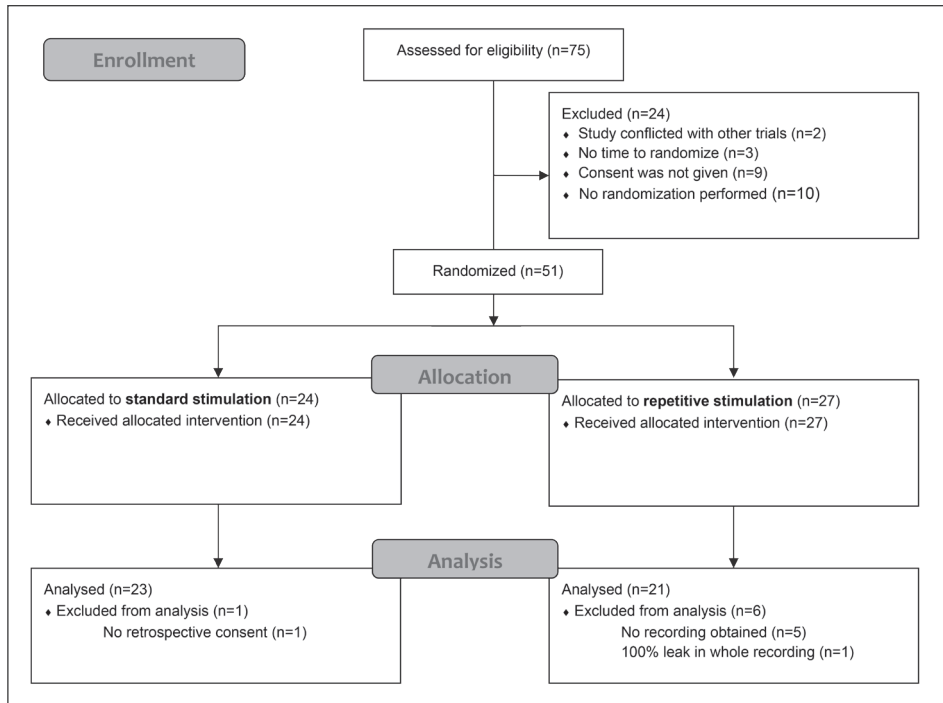 Enrollment
Assessed for eligibility (n=75)
Excluded (n=24)
⬧ Study conflicted with other trials (n=2)
⬧ No time to randomize (n=3)
⬧ Consent was not given (n=9)
⬧ No randomization performed (n=10)
Randomized (n=51)
Allocation
Allocated to standard stimulation (n=24)
⬧ Received allocated intervention (n=24)
Allocated to repetitive stimulation (n=27)
⬧ Received allocated intervention (n=27)
Analysis
Analysed (n=23)
⬧ Excluded from analysis (n=1)
No retrospective consent (n=1)
Analysed (n=21)
⬧ Excluded from analysis (n=6)
No recording obtained (n=5)
100% leak in whole recording (n=1)